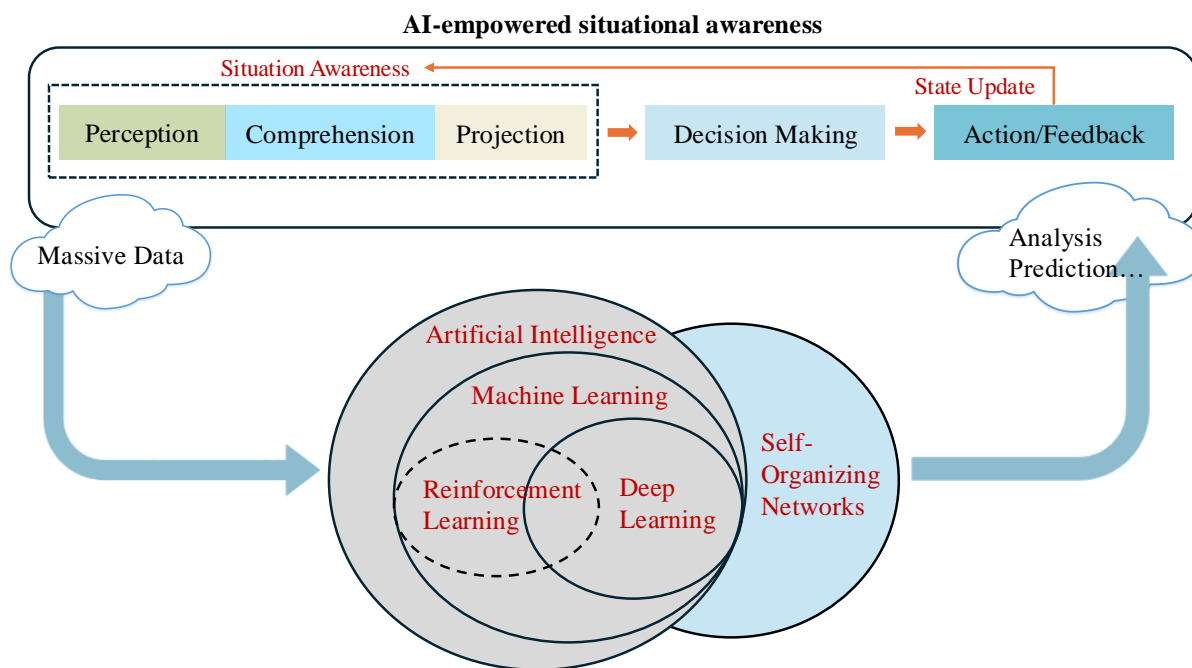 AI-empowered situational awareness
Situation Awareness
State Update
Perception
Comprehension
Projection
Decision Making
Action/Feedback
Massive Data
Analysis
Prediction…
Artificial Intelligence
Machine Learning
Reinforcement
Learning
Deep
Learning
Self-
Organizing
Networks